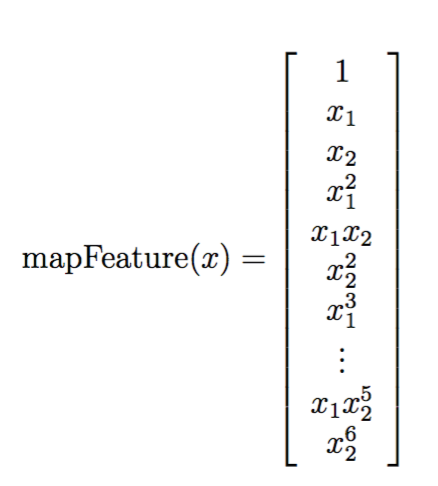 1
x₁
x₂
x₁²
x₁x₂
mapFeature(x) =
x₂²
x₁³
⋮
x₁x₂⁵
x₂⁶